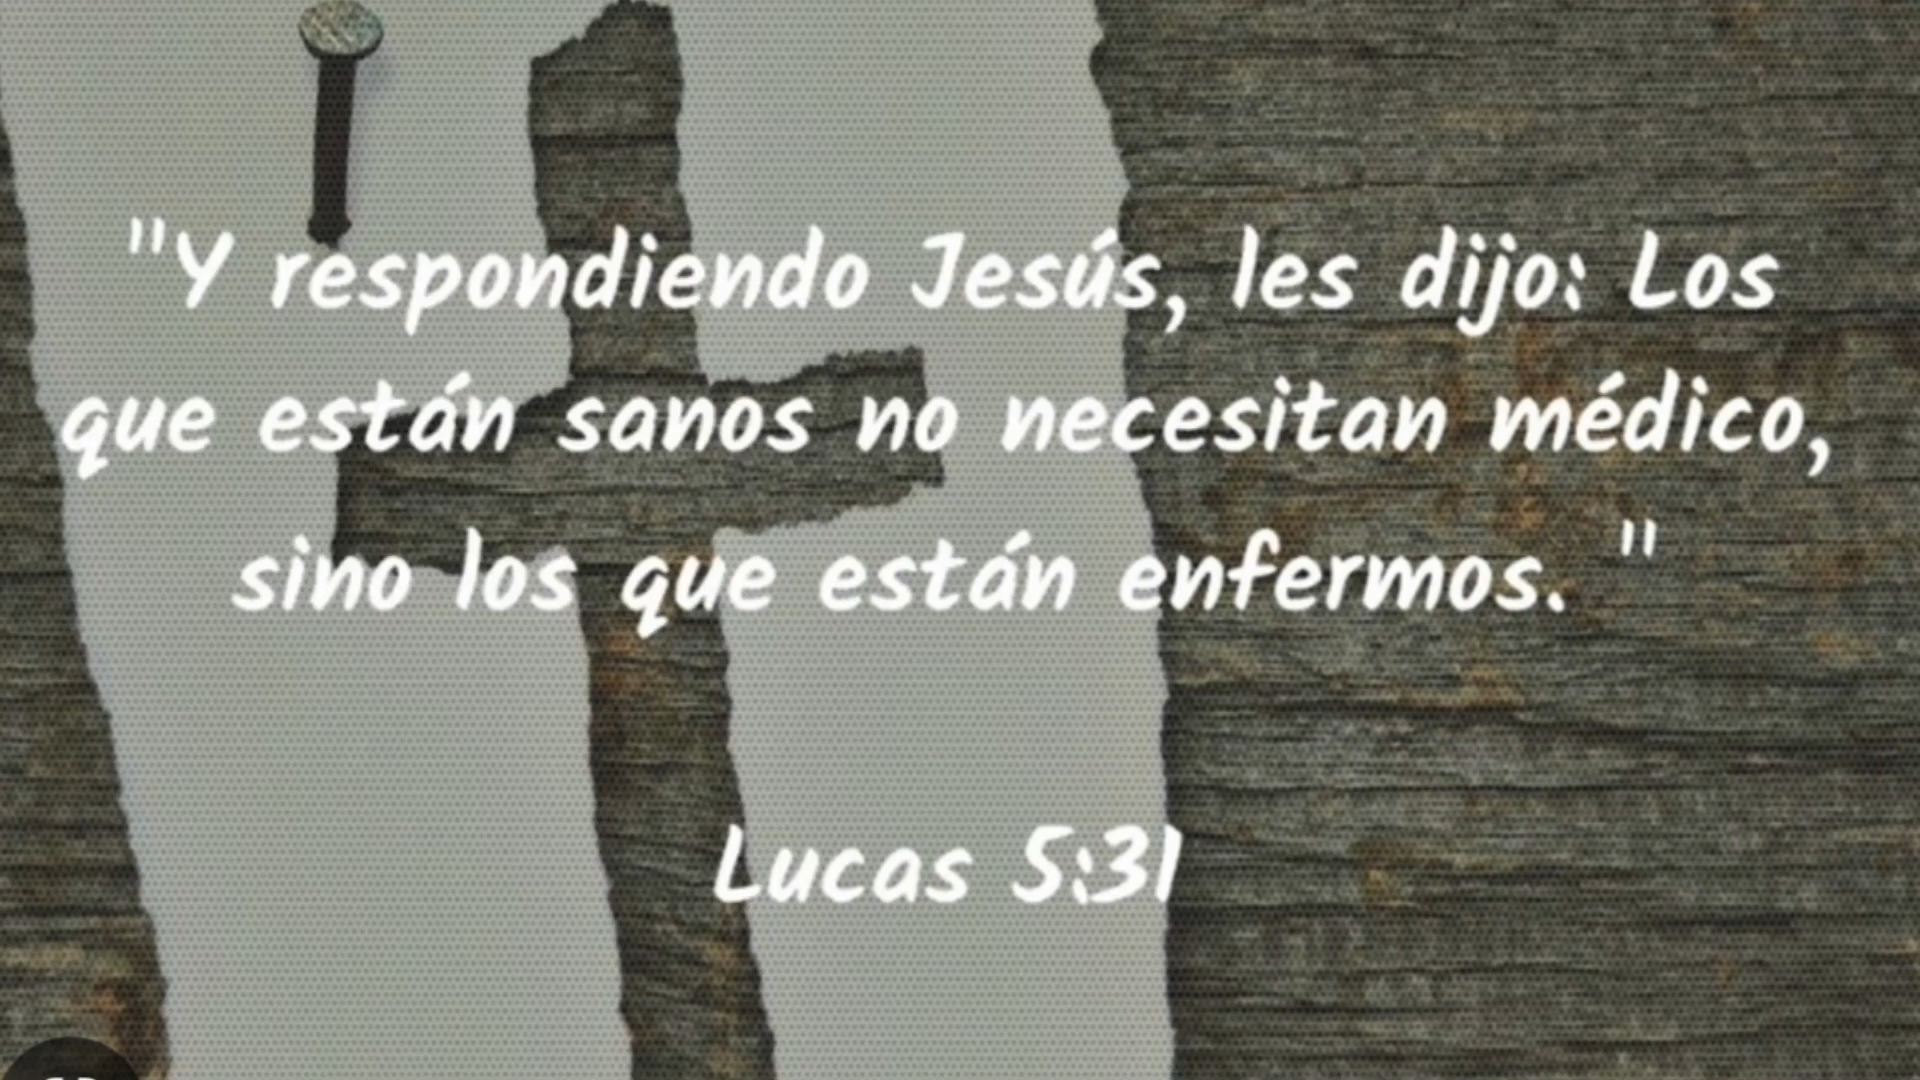 "Y respondiendo Jesús, les dijo: Los
que están sanos no necesitan médico,
sino los que están enfermos. "
Lucas 5:31